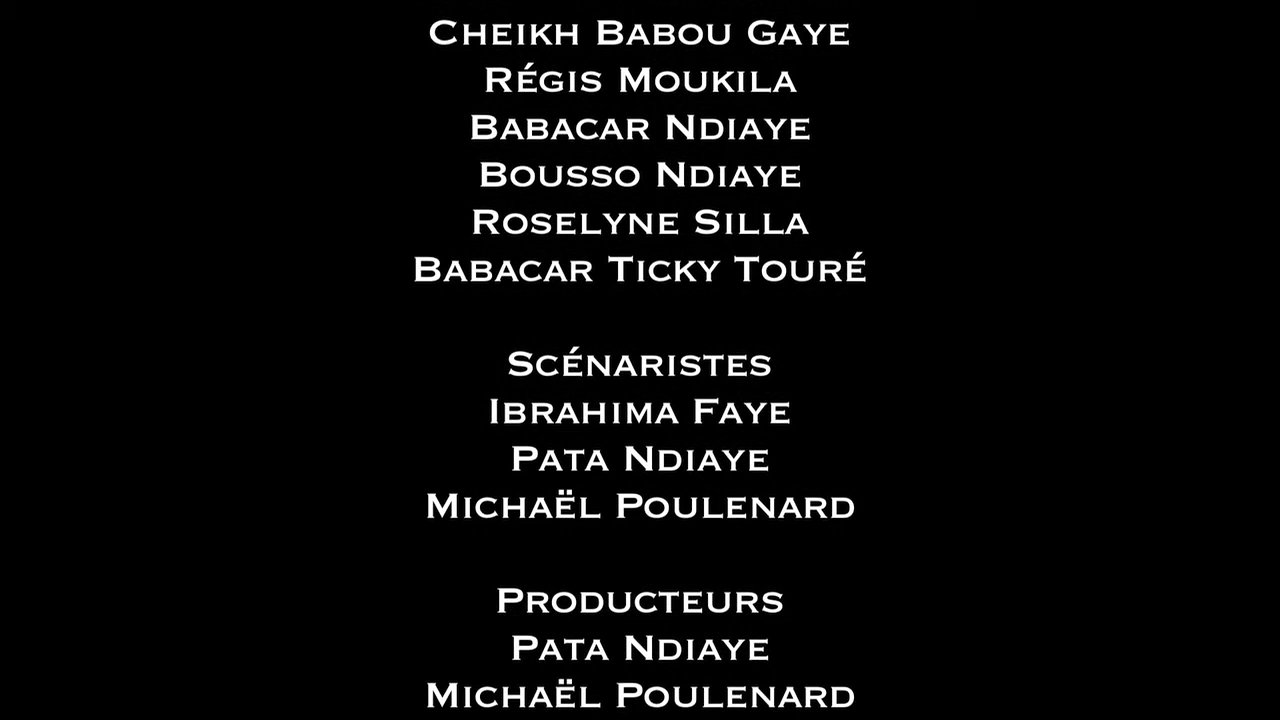 Cheikh Babou Gaye
Régis Moukila
Babacar Ndiaye
Bousso Ndiaye
Roselyne Silla
Babacar Ticky Touré
Scénaristes
Ibrahima Faye
Pata Ndiaye
Michaël Poulenard
Producteurs
Pata Ndiaye
Michaël Poulenard